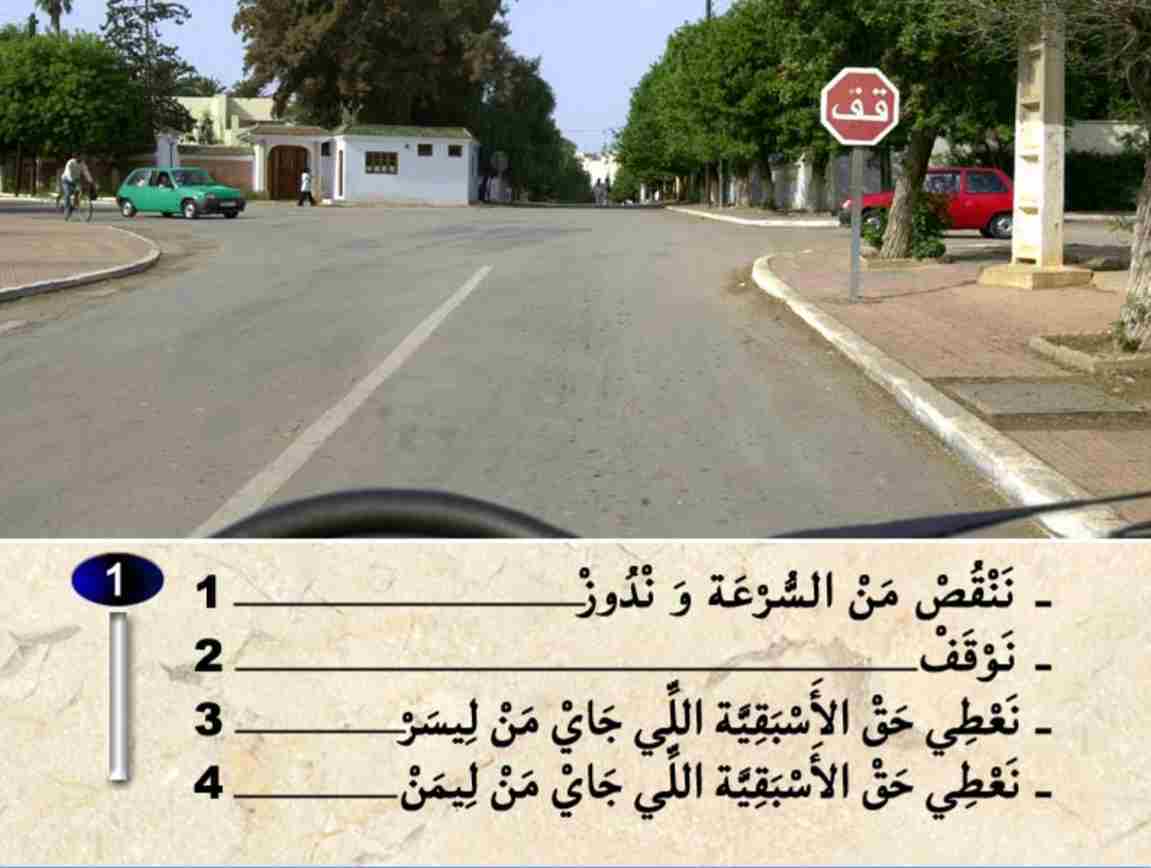 قف
1
ـ نَنْقُصْ مَنْ السُّرْعَة وَ نْدُوزْ 1
ـ نَوْقَفْ 2
ـ نَعْطِي حَقْ الأَسْبَقِيَّة اللِّي جَايْ مَنْ لِيسَرْ 3
ـ نَعْطِي حَقْ الأَسْبَقِيَّة اللِّي جَايْ مَنْ لِيمَنْ 4